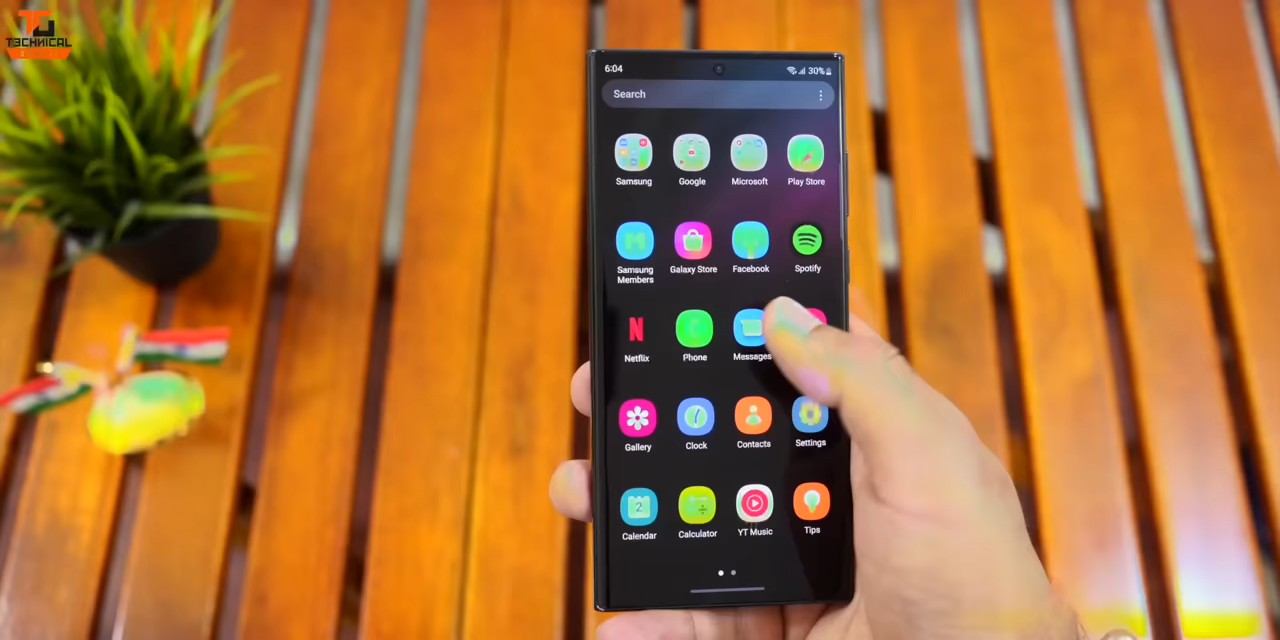 TECHNICAL
6:04
30%
Search
Samsung
Google
Microsoft
Play Store
Samsung
Members
Galaxy Store
Facebook
Spotify
N
Netflix
Phone
Messages
Gallery
Clock
Contacts
Settings
2
Calendar
Calculator
YT Music
Tips